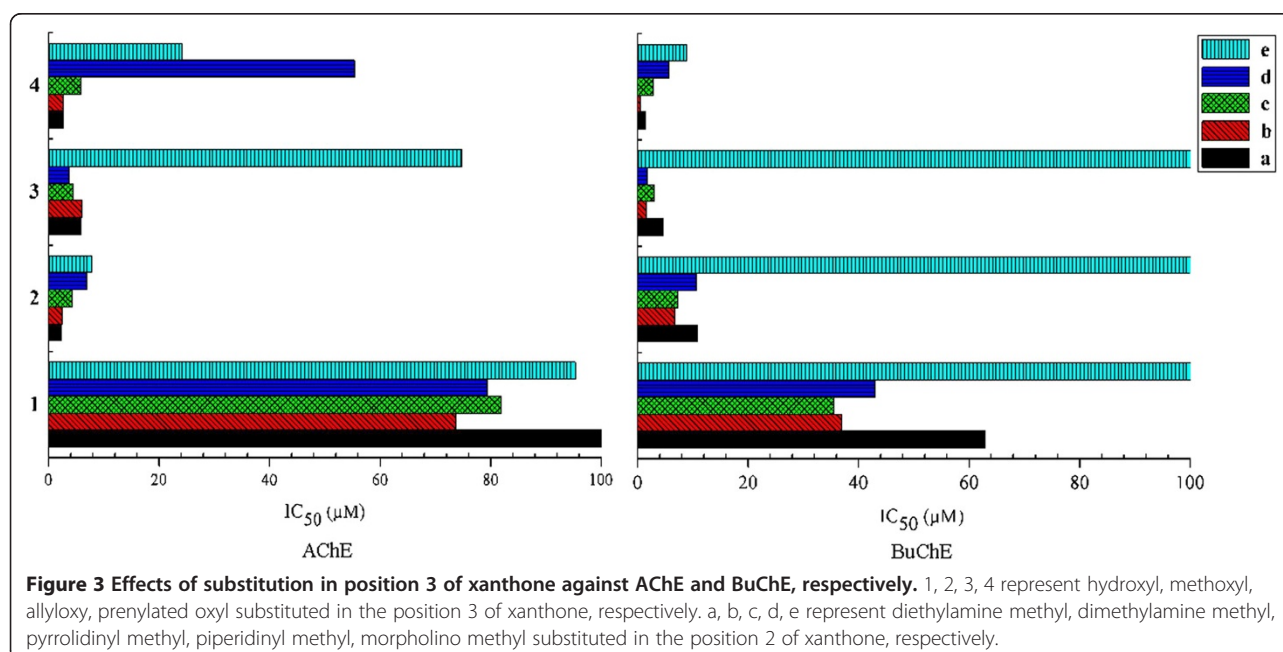 4
3
2
1
0 20 40 60 80 100
IC50 (µM)
AChE
0 20 40 60 80 100
IC50 (µM)
BuChE
e
d
c
b
a
Figure 3 Effects of substitution in position 3 of xanthone against AChE and BuChE, respectively. 1, 2, 3, 4 represent hydroxyl, methoxyl,
allyloxy, prenylated oxyl substituted in the position 3 of xanthone, respectively. a, b, c, d, e represent diethylamine methyl, dimethylamine methyl,
pyrrolidinyl methyl, piperidinyl methyl, morpholino methyl substituted in the position 2 of xanthone, respectively.